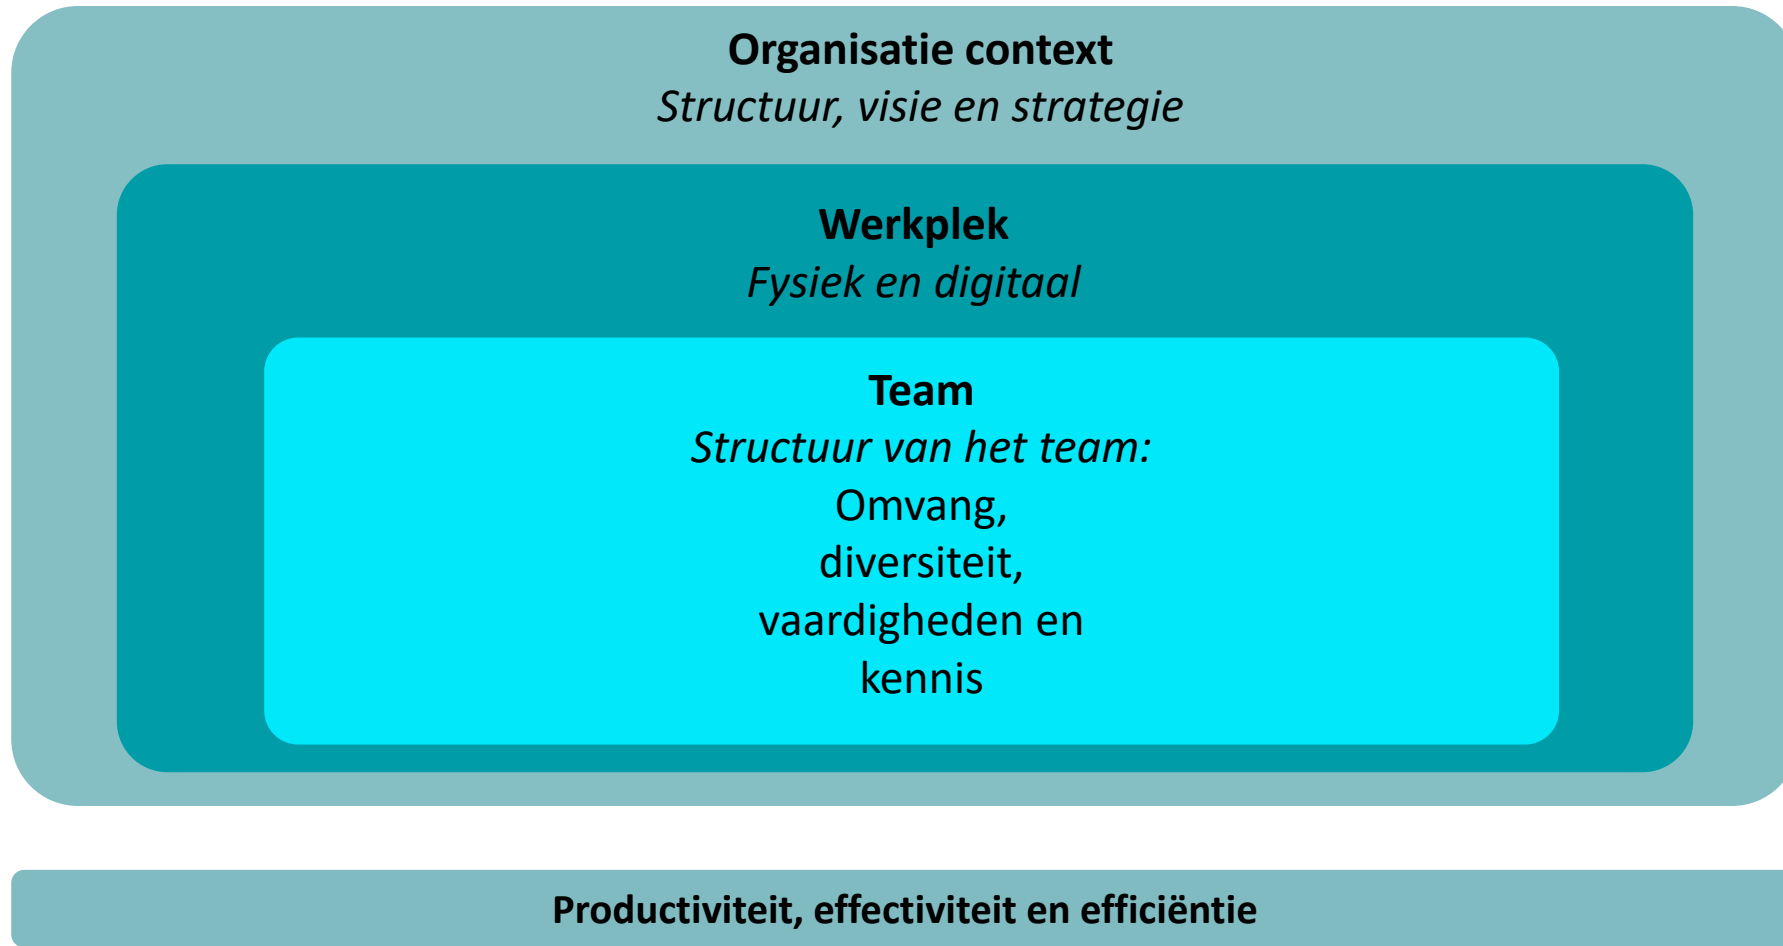 Organisatie context
Structuur, visie en strategie
Werkplek
Fysiek en digitaal
Team
Structuur van het team:
Omvang,
diversiteit,
vaardigheden en
kennis
Productiviteit, effectiviteit en efficiëntie